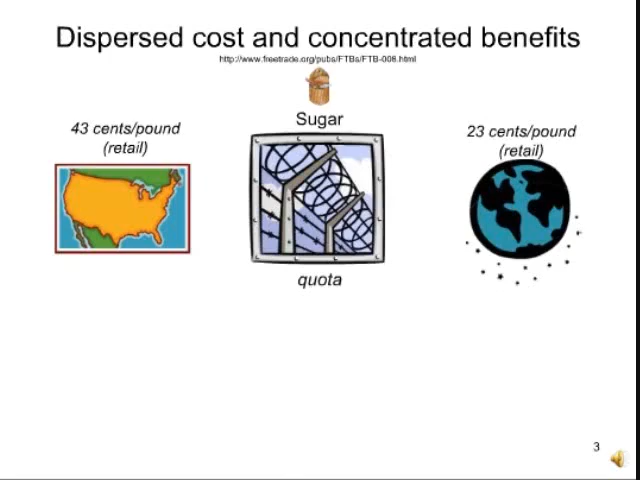 Dispersed cost and concentrated benefits
http://www.freetrade.org/pubs/FTBs/FTB-006.html
Sugar
43 cents/pound
(retail)
23 cents/pound
(retail)
quota
3